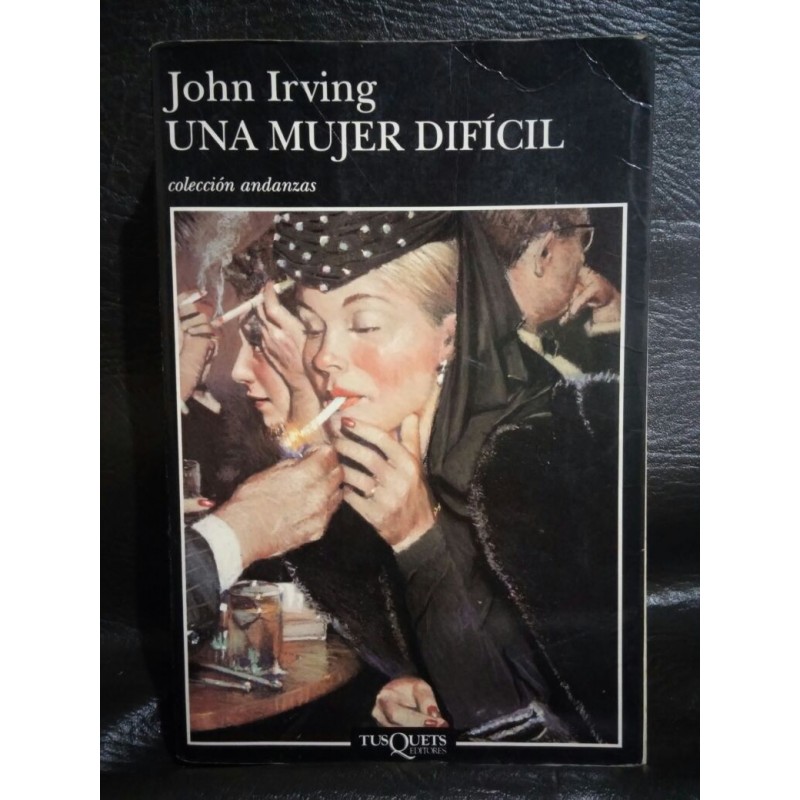 John Irving
UNA MUJER DIFÍCIL
colección andanzas
TUSQUETS
EDITORES